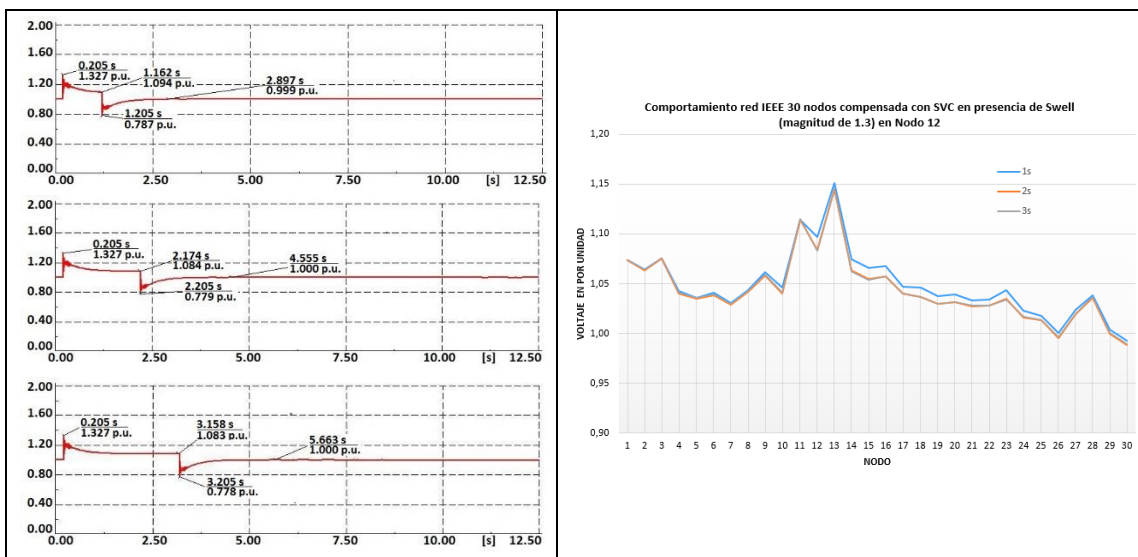 2.00
1.60
1.20
0.80
0.40
0.00
0.205 s
1.327 p.u.
1.162 s
1.094 p.u.
2.897 s
0.999 p.u.
1.205 s
0.787 p.u.
0.00 2.50 5.00 7.50 10.00 [s] 12.50
2.00
1.60
1.20
0.80
0.40
0.00
0.205 s
1.327 p.u.
2.174 s
1.084 p.u.
4.555 s
1.000 p.u.
2.205 s
0.779 p.u.
0.00 2.50 5.00 7.50 10.00 [s] 12.50
2.00
1.60
1.20
0.80
0.40
0.00
0.205 s
1.327 p.u.
3.158 s
1.083 p.u.
5.663 s
1.000 p.u.
3.205 s
0.778 p.u.
0.00 2.50 5.00 7.50 10.00 [s] 12.50
Comportamiento red IEEE 30 nodos compensada con SVC en presencia de Swell
(magnitud de 1.3) en Nodo 12
1,20
1,15
1,10
1,05
1,00
0,95
0,90
VOLTAJE EN POR UNIDAD
1s
2s
3s
1 2 3 4 5 6 7 8 9 10 11 12 13 14 15 16 17 18 19 20 21 22 23 24 25 26 27 28 29 30
NODO